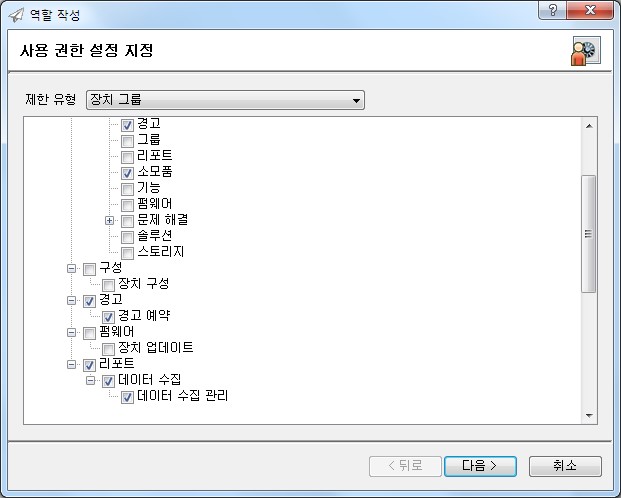 역할 작성
사용 권한 설정 지정
제한 유형 장치 그룹
경고
그룹
리포트
소모품
기능
펌웨어
문제 해결
솔루션
스토리지
구성
장치 구성
경고
경고 예약
펌웨어
장치 업데이트
리포트
데이터 수집
데이터 수집 관리
< 뒤로 다음 > 취소